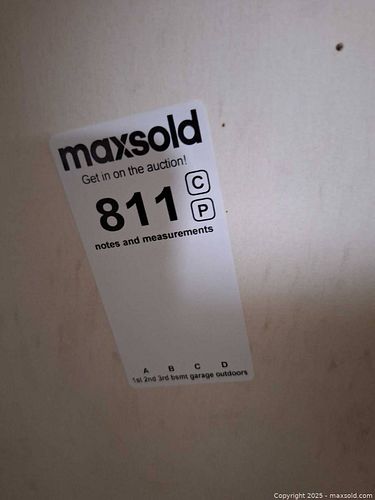 maxsold
Get in on the auction!
811
C
P
notes and measurements
A B C D
1st 2nd 3rd bsmt garage outdoors
Copyright 2025 - maxsold.com